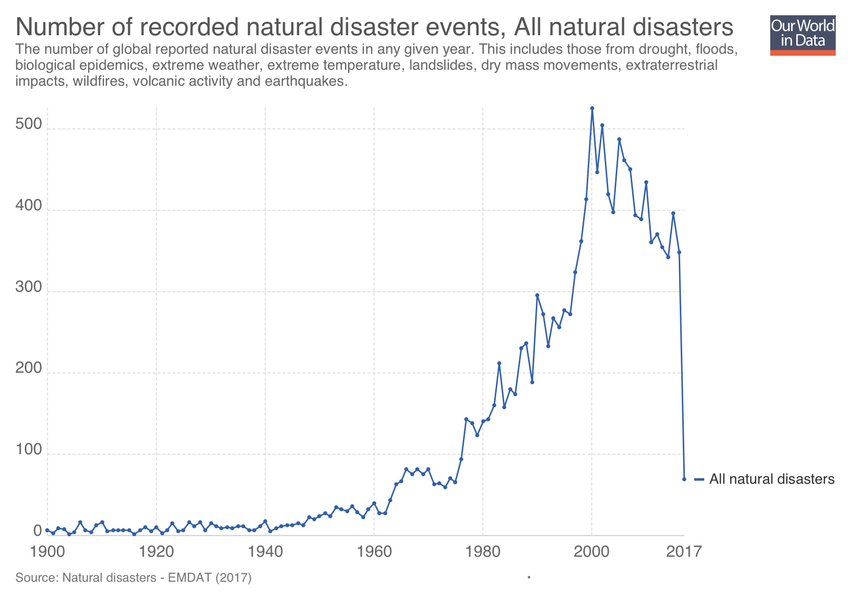 Number of recorded natural disaster events, All natural disasters
Our World
in Data
The number of global reported natural disaster events in any given year. This includes those from drought, floods,
biological epidemics, extreme weather, extreme temperature, landslides, dry mass movements, extraterrestrial
impacts, wildfires, volcanic activity and earthquakes.
500
400
300
200
100
0
All natural disasters
1900
1920
1940
1960
1980
2000
2017
Source: Natural disasters - EMDAT (2017)